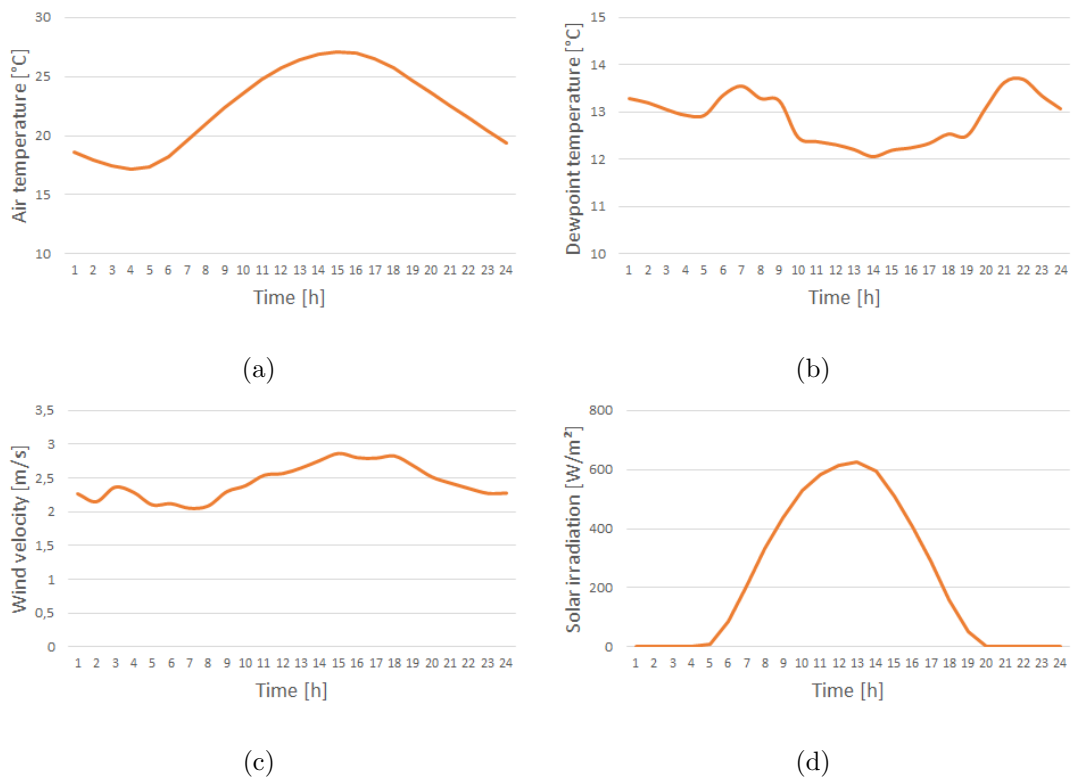 Air temperature [°C]
30
25
20
15
10
1 2 3 4 5 6 7 8 9 10 11 12 13 14 15 16 17 18 19 20 21 22 23 24
Time [h]
(a)
Dewpoint temperature [°C]
15
14
13
12
11
10
1 2 3 4 5 6 7 8 9 10 11 12 13 14 15 16 17 18 19 20 21 22 23 24
Time [h]
(b)
Wind velocity [m/s]
3,5
3
2,5
2
1,5
1
0,5
0
1 2 3 4 5 6 7 8 9 10 11 12 13 14 15 16 17 18 19 20 21 22 23 24
Time [h]
(c)
Solar irradiation [W/m²]
800
600
400
200
0
1 2 3 4 5 6 7 8 9 10 11 12 13 14 15 16 17 18 19 20 21 22 23 24
Time [h]
(d)